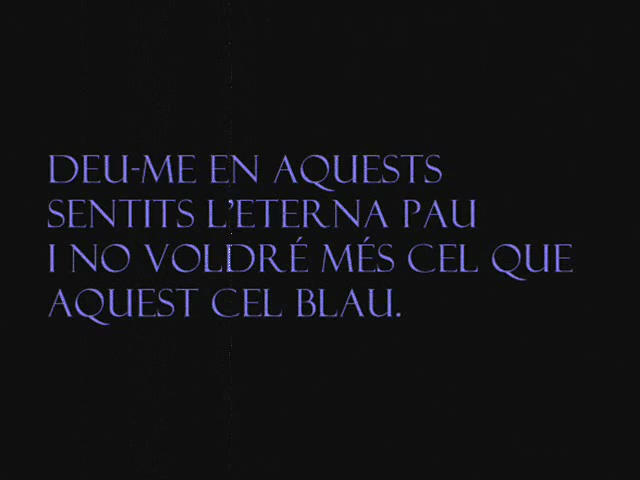 DEU-ME EN AQUESTS
SENTITS L'ETERNA PAU
I NO VOLDRÉ MÉS CEL QUE
AQUEST CEL BLAU.